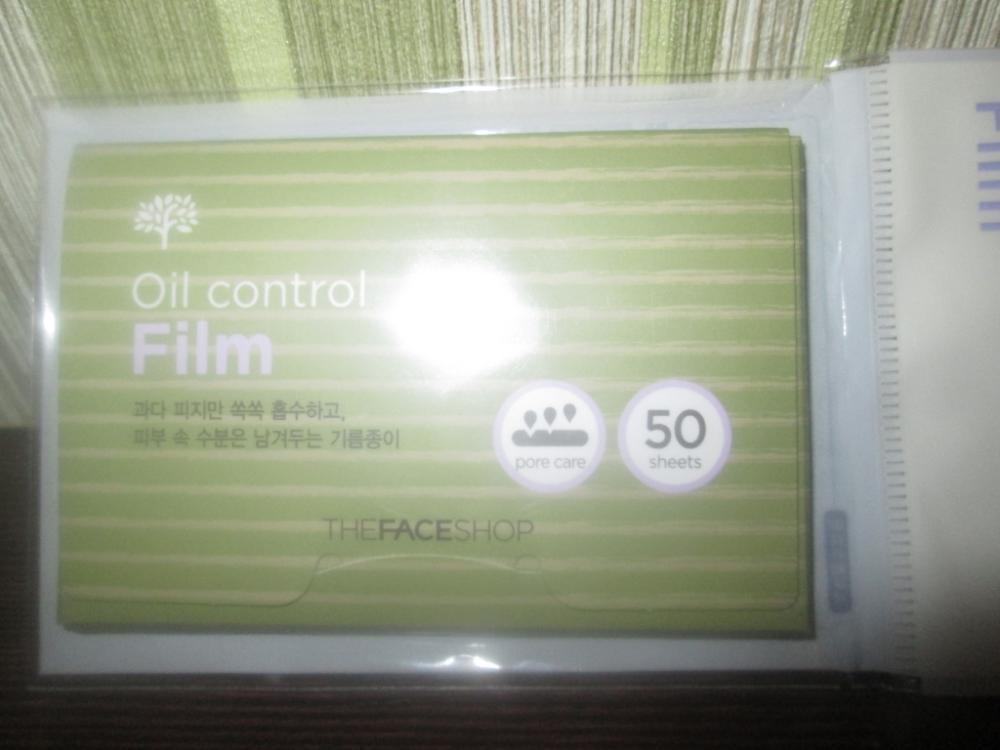 Oil control
Film
과다 피지만 쏙쏙 흡수하고,
피부 속 수분은 남겨두는 기름종이
pore care
50
sheets
THEFACESHOP
Film